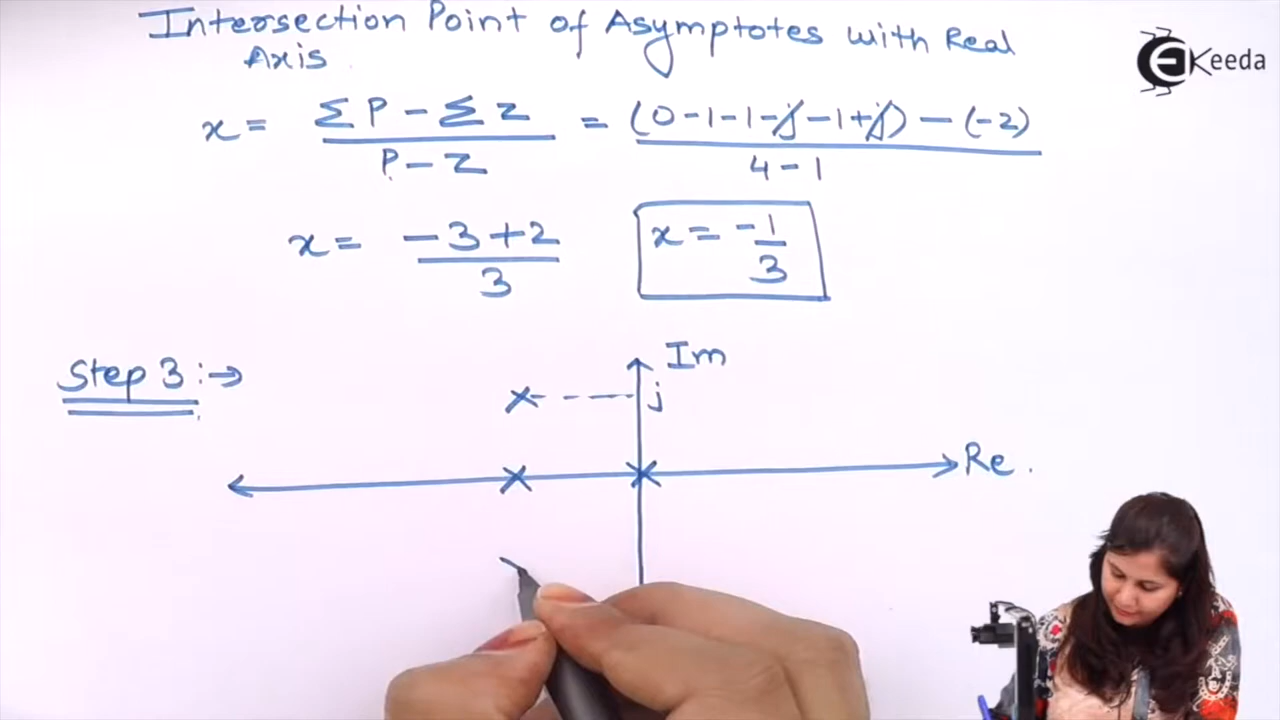 Intersection Point of Asymptotes with Real
Axis
Keeda
x = ΣP - ΣZ / P - Z = (0-1-1-j-1+j) - (-2) / 4-1
x = -3+2 / 3    x = -1/3
Step 3:→
Im
j
Re.